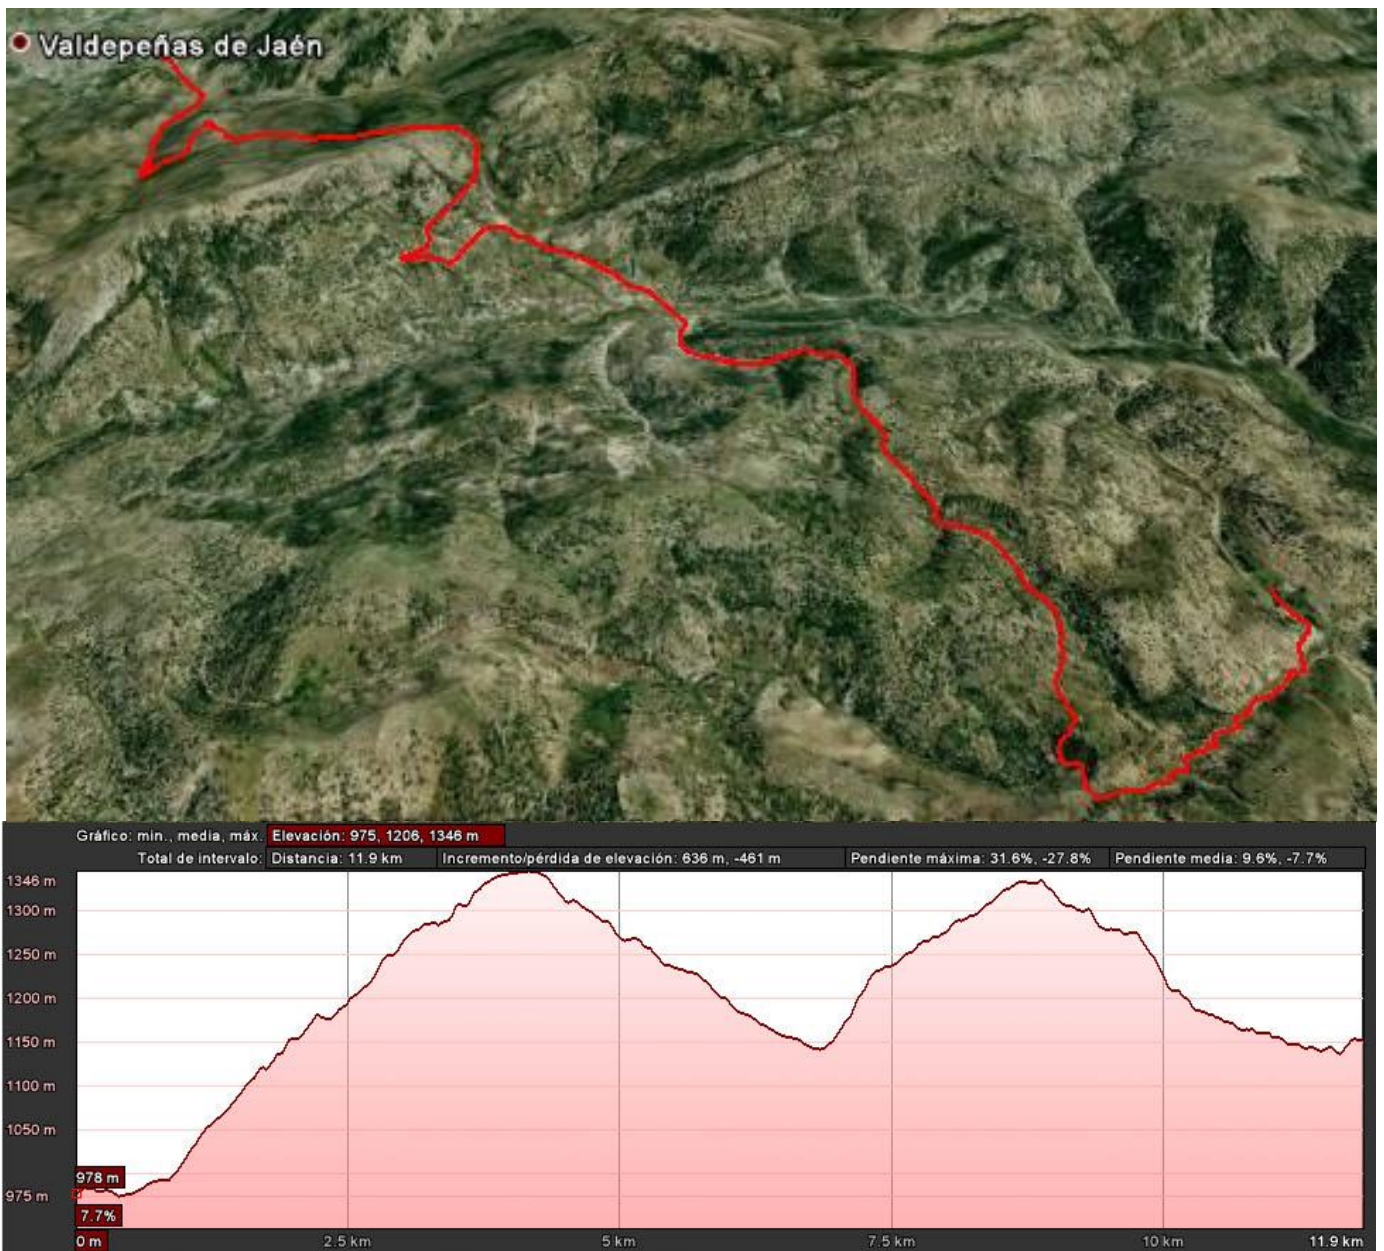 Valdepeñas de Jaén
Gráfico: min., media, máx. Elevación: 975, 1206, 1346 m
Total de intervalo: Distancia: 11.9 km Incremento/pérdida de elevación: 636 m, -461 m Pendiente máxima: 31.6%, -27.8% Pendiente media: 9.6%, -7.7%
1346 m
1300 m
1250 m
1200 m
1150 m
1100 m
1050 m
978 m
975 m
7.7%
0 m 2.5 km 5 km 7.5 km 10 km 11.9 km